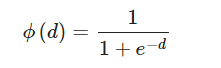 ϕ(d) = 1 / (1 + e^{-d})